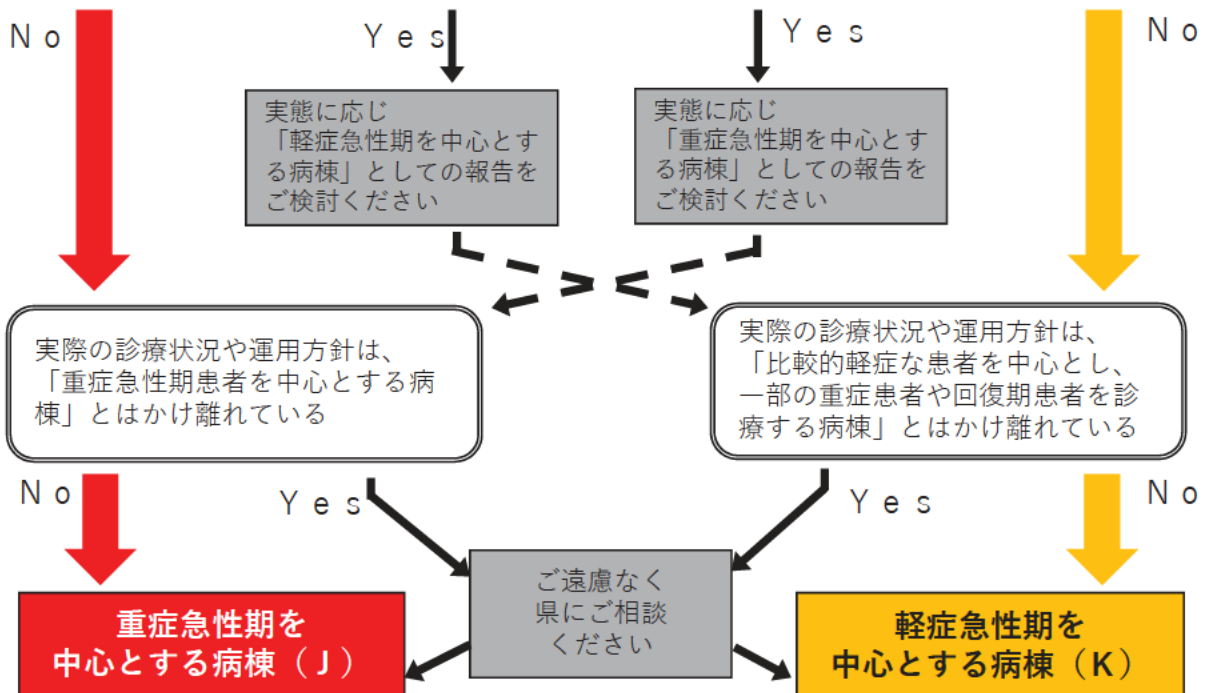 No
Yes
Yes
No
実態に応じ
「軽症急性期を中心とす
る病棟」としての報告を
ご検討ください
実態に応じ
「重症急性期を中心とす
る病棟」としての報告を
ご検討ください
実際の診療状況や運用方針は、
「重症急性期患者を中心とする病
棟」とはかけ離れている
実際の診療状況や運用方針は、
「比較的軽症な患者を中心とし、
一部の重症患者や回復期患者を診
療する病棟」とはかけ離れている
No
Yes
Yes
No
ご遠慮なく
県にご相談
ください
重症急性期を
中心とする病棟（J）
軽症急性期を
中心とする病棟（K）